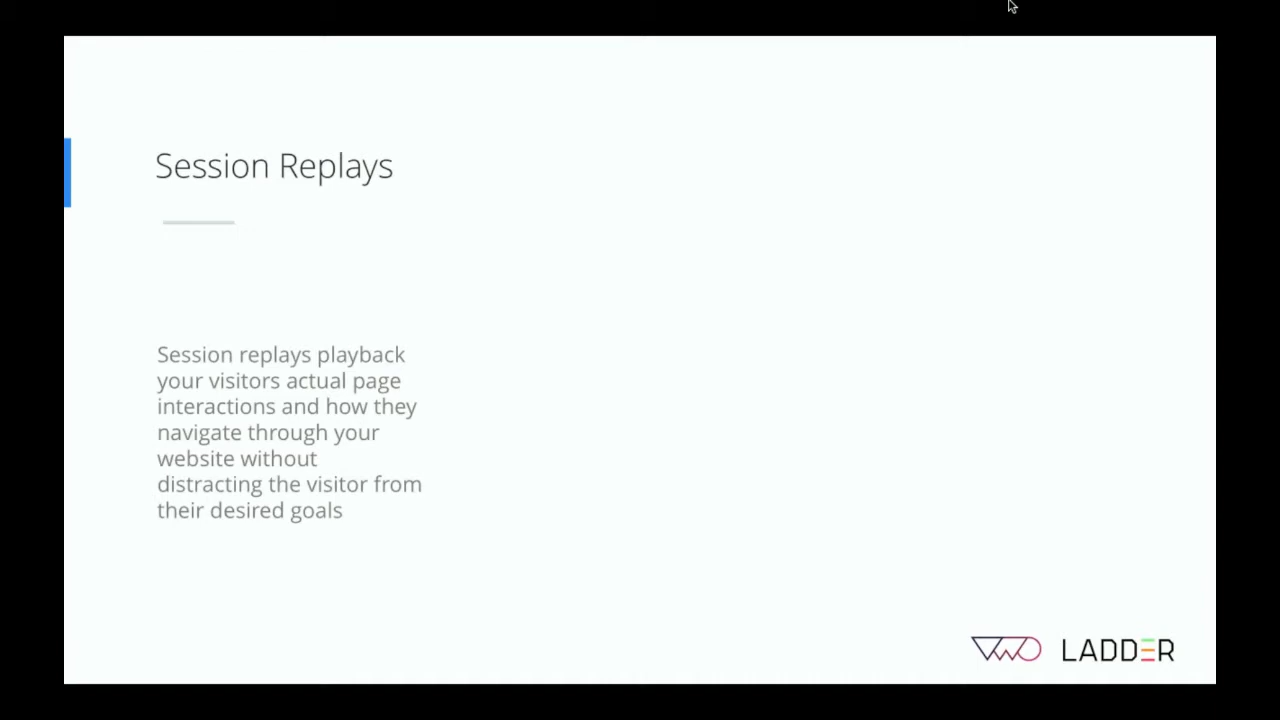 Session Replays
Session replays playback
your visitors actual page
interactions and how they
navigate through your
website without
distracting the visitor from
their desired goals
VWO LADDER